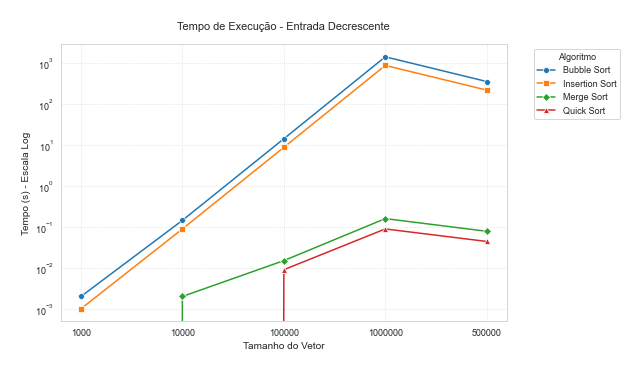 Tempo de Execução - Entrada Decrescente
Algoritmo
Bubble Sort
Insertion Sort
Merge Sort
Quick Sort
Tempo (s) - Escala Log
10³
10²
10¹
10⁰
10⁻¹
10⁻²
10⁻³
1000 10000 100000 1000000 500000
Tamanho do Vetor